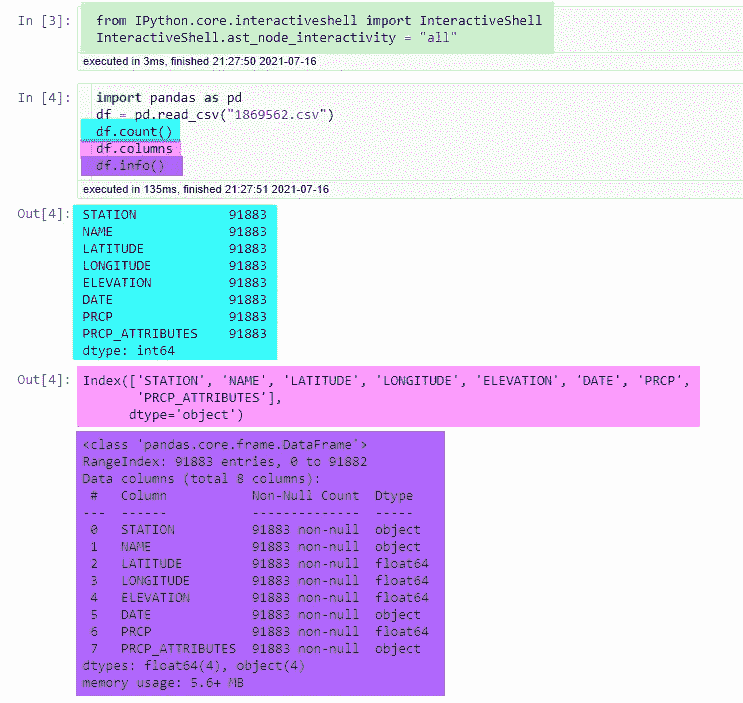 In [3]: from IPython.core.interactiveshell import InteractiveShell
InteractiveShell.ast_node_interactivity = "all"
executed in 3ms, finished 21:27:50 2021-07-16
In [4]: import pandas as pd
df = pd.read_csv("1869562.csv")
df.count()
df.columns
df.info()
executed in 135ms, finished 21:27:51 2021-07-16
Out[4]: STATION 91883
NAME 91883
LATITUDE 91883
LONGITUDE 91883
ELEVATION 91883
DATE 91883
PRCP 91883
PRCP_ATTRIBUTES 91883
dtype: int64
Out[4]: Index(['STATION', 'NAME', 'LATITUDE', 'LONGITUDE', 'ELEVATION', 'DATE', 'PRCP',
'PRCP_ATTRIBUTES'],
dtype='object')
<class 'pandas.core.frame.DataFrame'>
RangeIndex: 91883 entries, 0 to 91882
Data columns (total 8 columns):
# Column Non-Null Count Dtype
--- ------ -------------- -----
0 STATION 91883 non-null object
1 NAME 91883 non-null object
2 LATITUDE 91883 non-null float64
3 LONGITUDE 91883 non-null float64
4 ELEVATION 91883 non-null float64
5 DATE 91883 non-null object
6 PRCP 91883 non-null float64
7 PRCP_ATTRIBUTES 91883 non-null object
dtypes: float64(4), object(4)
memory usage: 5.6+ MB